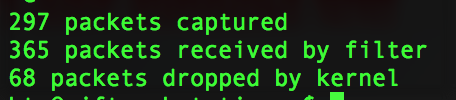 297 packets captured
365 packets received by filter
68 packets dropped by kernel